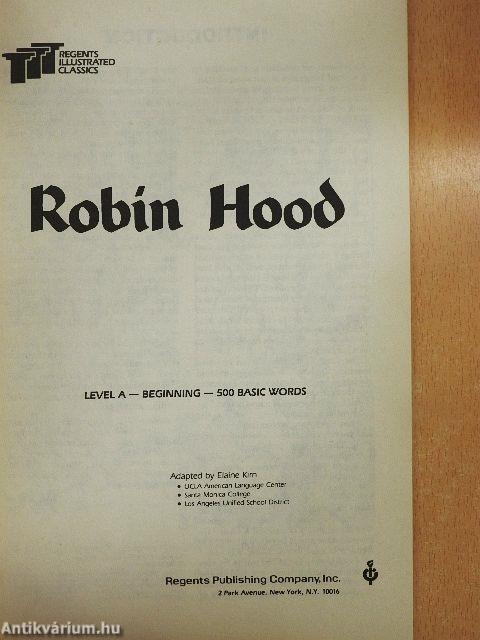 REGENTS
ILLUSTRATED
CLASSICS
Robin Hood
LEVEL A — BEGINNING — 500 BASIC WORDS
Adapted by Elaine Kirn
• UCLA American Language Center
• Santa Monica College
• Los Angeles Unified School District
Regents Publishing Company, Inc.
2 Park Avenue, New York, N.Y. 10016
Antikvárium.hu